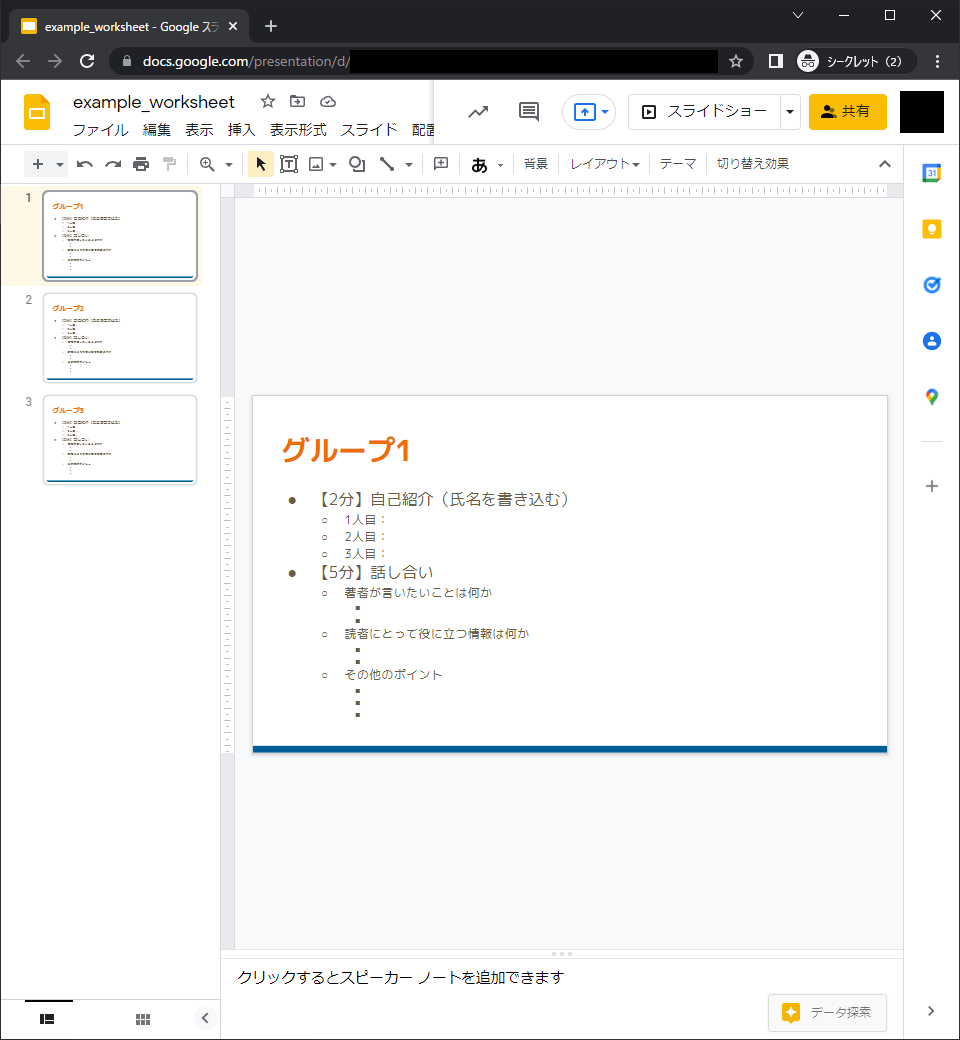 example_worksheet - Google スラ
docs.google.com/presentation/d/
シークレット (2)
example_worksheet
ファイル 編集 表示 挿入 表示形式 スライド 配置
スライドショー
共有
あ
背景 レイアウト テーマ 切り替え効果
31
1
グループ1
2
グループ2
3
グループ3
グループ1
● 【2分】自己紹介（氏名を書き込む）
○ 1人目：
○ 2人目：
○ 3人目：
● 【5分】話し合い
○ 著者が言いたいことは何か
■
■
○ 読者にとって役に立つ情報は何か
■
■
○ その他のポイント
■
■
■
クリックするとスピーカー ノートを追加できます
データ探索